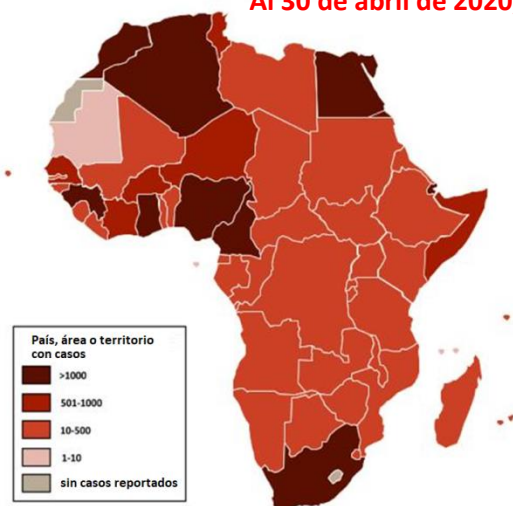 Al 30 de abril de 2020
País, área o territorio
con casos
>1000
501-1000
10-500
1-10
sin casos reportados